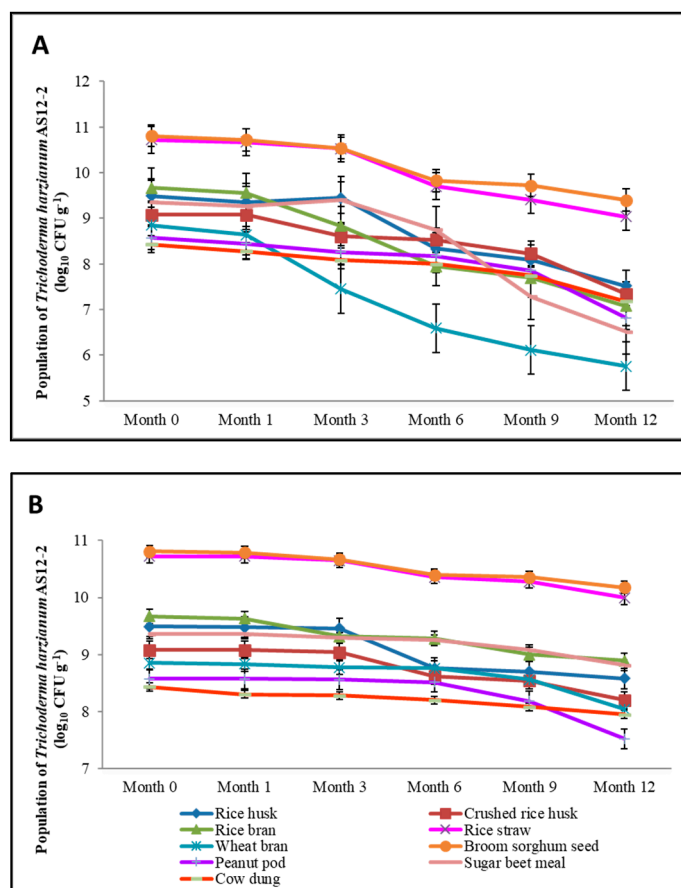 A
Population of Trichoderma harzianum AS12-2
(log10 CFU g-1)
12
11
10
9
8
7
6
5
Month 0 Month 1 Month 3 Month 6 Month 9 Month 12
B
Population of Trichoderma harzianum AS12-2
(log10 CFU g-1)
11
10
9
8
7
Month 0 Month 1 Month 3 Month 6 Month 9 Month 12
Rice husk Crushed rice husk
Rice bran Rice straw
Wheat bran Broom sorghum seed
Peanut pod Sugar beet meal
Cow dung